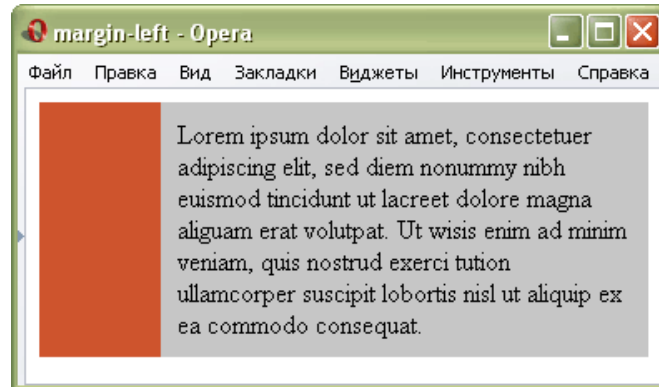 margin-left - Opera
Файл Правка Вид Закладки Виджеты Инструменты Справка
Lorem ipsum dolor sit amet, consectetuer
adipiscing elit, sed diem nonummy nibh
euismod tincidunt ut lacreet dolore magna
aliguam erat volutpat. Ut wisis enim ad minim
veniam, quis nostrud exerci tution
ullamcorper suscipit lobortis nisl ut aliquip ex
ea commodo consequat.